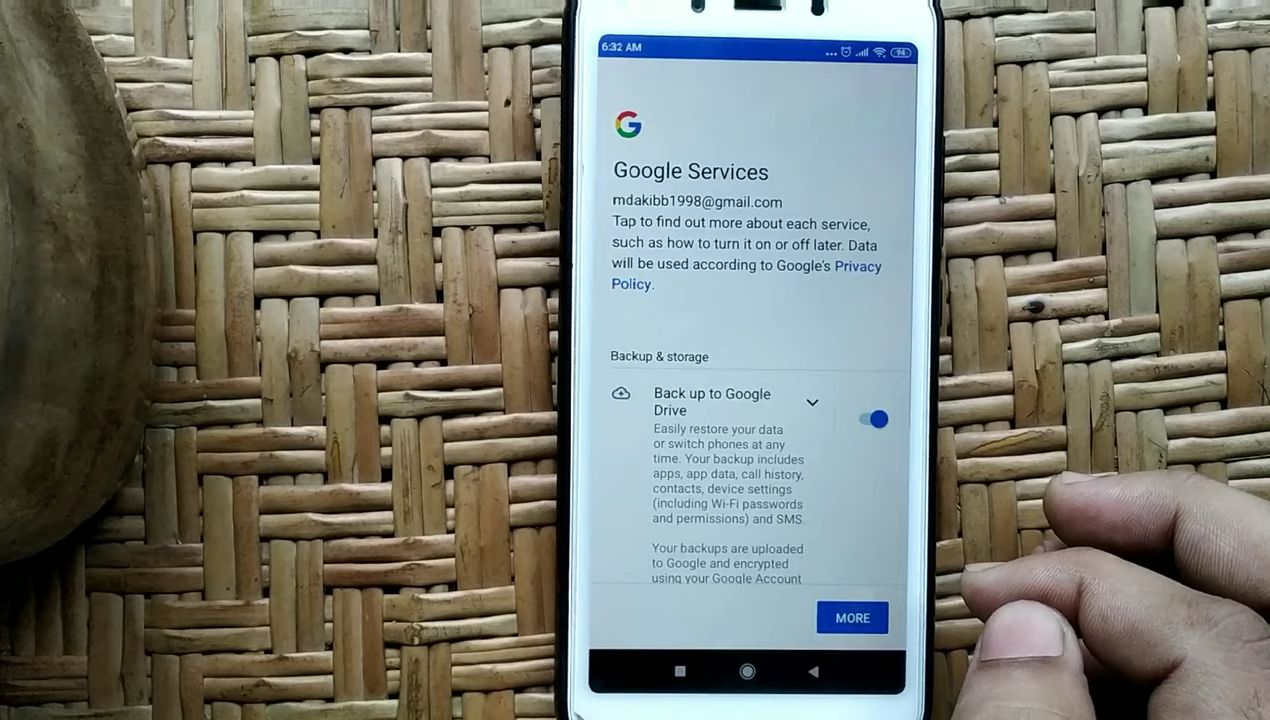 6:32 AM
94
Google Services
mdakibb1998@gmail.com
Tap to find out more about each service,
such as how to turn it on or off later. Data
will be used according to Google's Privacy
Policy.
Backup & storage
Back up to Google
Drive
Easily restore your data
or switch phones at any
time. Your backup includes
apps, app data, call history,
contacts, device settings
(including Wi-Fi passwords
and permissions) and SMS.
Your backups are uploaded
to Google and encrypted
using your Google Account
MORE